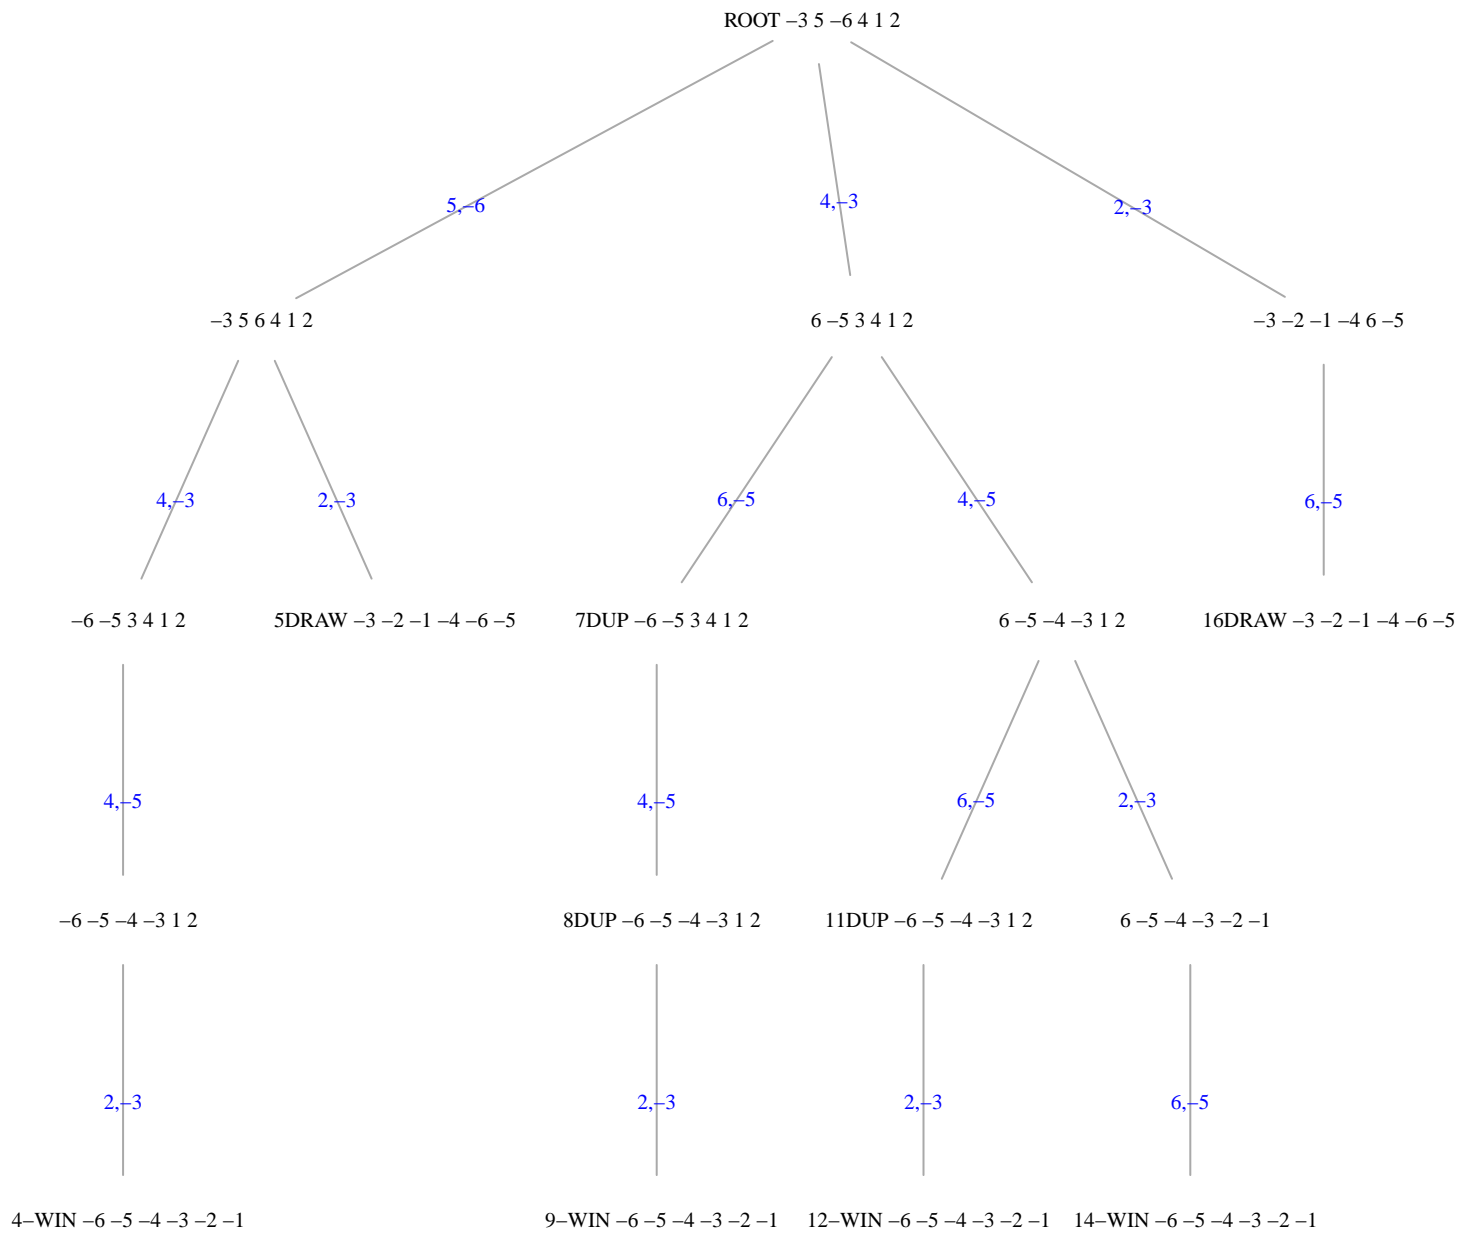 ROOT –3 5 –6 4 1 2
5,–6
4,–3
2,–3
–3 5 6 4 1 2
6 –5 3 4 1 2
–3 –2 –1 –4 6 –5
4,–3
2,–3
6,–5
4,–5
6,–5
–6 –5 3 4 1 2
5DRAW –3 –2 –1 –4 –6 –5
7DUP –6 –5 3 4 1 2
6 –5 –4 –3 1 2
16DRAW –3 –2 –1 –4 –6 –5
4,–5
4,–5
6,–5
2,–3
–6 –5 –4 –3 1 2
8DUP –6 –5 –4 –3 1 2
11DUP –6 –5 –4 –3 1 2
6 –5 –4 –3 –2 –1
2,–3
2,–3
2,–3
6,–5
4–WIN –6 –5 –4 –3 –2 –1
9–WIN –6 –5 –4 –3 –2 –1
12–WIN –6 –5 –4 –3 –2 –1
14–WIN –6 –5 –4 –3 –2 –1